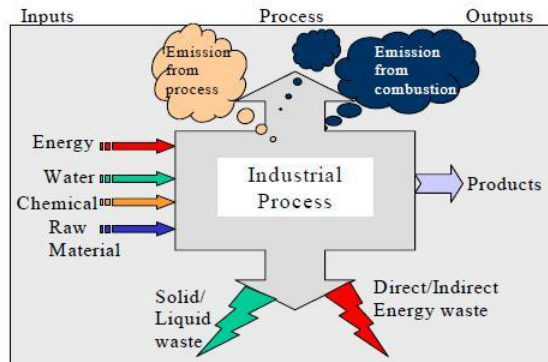 Inputs
Process
Outputs
Emission
from
process
Emission
from
combustion
Energy
Water
Chemical
Raw
Material
Industrial
Process
Products
Solid/
Liquid
waste
Direct/Indirect
Energy waste